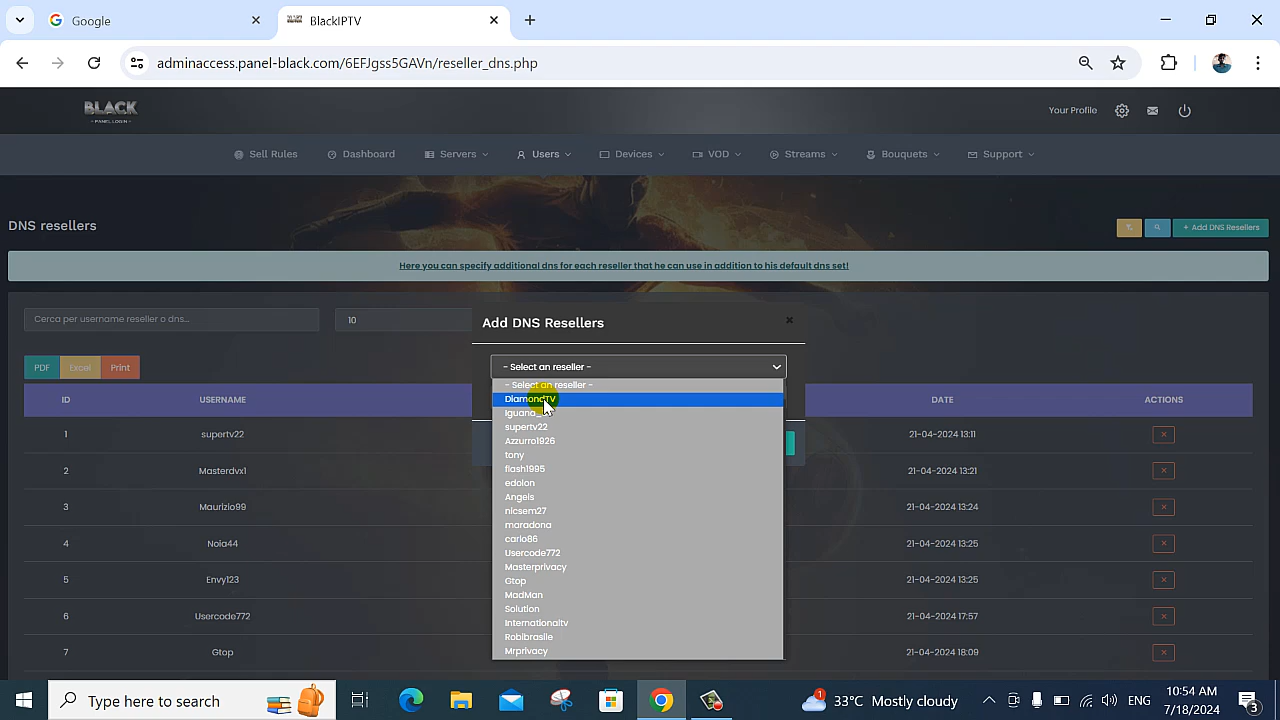 Google
BlackIPTV
adminaccess.panel-black.com/6EFJgss5GAVn/reseller_dns.php
BLACK
- PANEL LOGIN -
Your Profile
Sell Rules
Dashboard
Servers
Users
Devices
VOD
Streams
Bouquets
Support
DNS resellers
+ Add DNS Resellers
Here you can specify additional dns for each reseller that he can use in addition to his default dns set!
Cerca per username reseller o dns...
10
Add DNS Resellers
- Select an reseller -
- Select an reseller -
DiamondTV
supertv22
Azzurro1926
tony
flash1995
edolon
Angels
nicsem27
maradona
carlo86
Usercode772
Masterprivacy
Gtop
MadMan
Solution
Internationaltv
Robibrasile
Mrprivacy
PDF
Excel
Print
ID USERNAME DATE ACTIONS
1 supertv22 21-04-2024 13:11
2 Masterdvx1 21-04-2024 13:21
3 Maurizio99 21-04-2024 13:24
4 Noia44 21-04-2024 13:25
5 Envy123 21-04-2024 13:25
6 Usercode772 21-04-2024 17:57
7 Gtop 21-04-2024 18:09
Type here to search
1
33°C Mostly cloudy
ENG
10:54 AM
7/18/2024
3